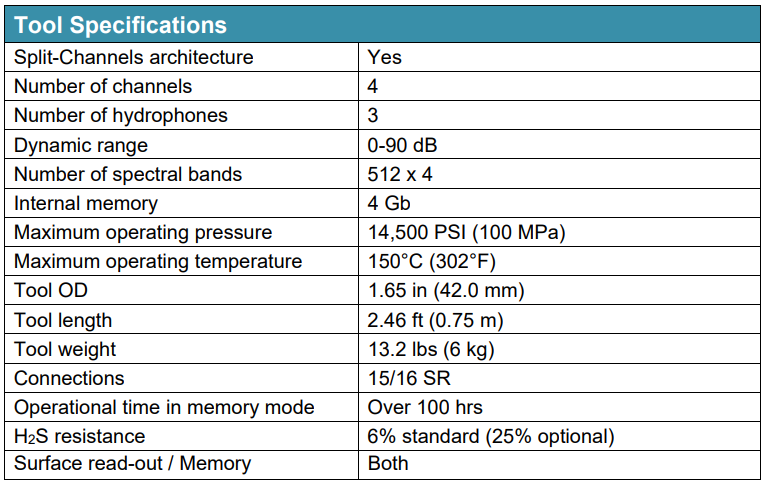 Tool Specifications
Split-Channels architecture Yes
Number of channels 4
Number of hydrophones 3
Dynamic range 0-90 dB
Number of spectral bands 512 x 4
Internal memory 4 Gb
Maximum operating pressure 14,500 PSI (100 MPa)
Maximum operating temperature 150°C (302°F)
Tool OD 1.65 in (42.0 mm)
Tool length 2.46 ft (0.75 m)
Tool weight 13.2 lbs (6 kg)
Connections 15/16 SR
Operational time in memory mode Over 100 hrs
H₂S resistance 6% standard (25% optional)
Surface read-out / Memory Both